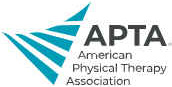 APTA®
American
Physical Therapy
Association